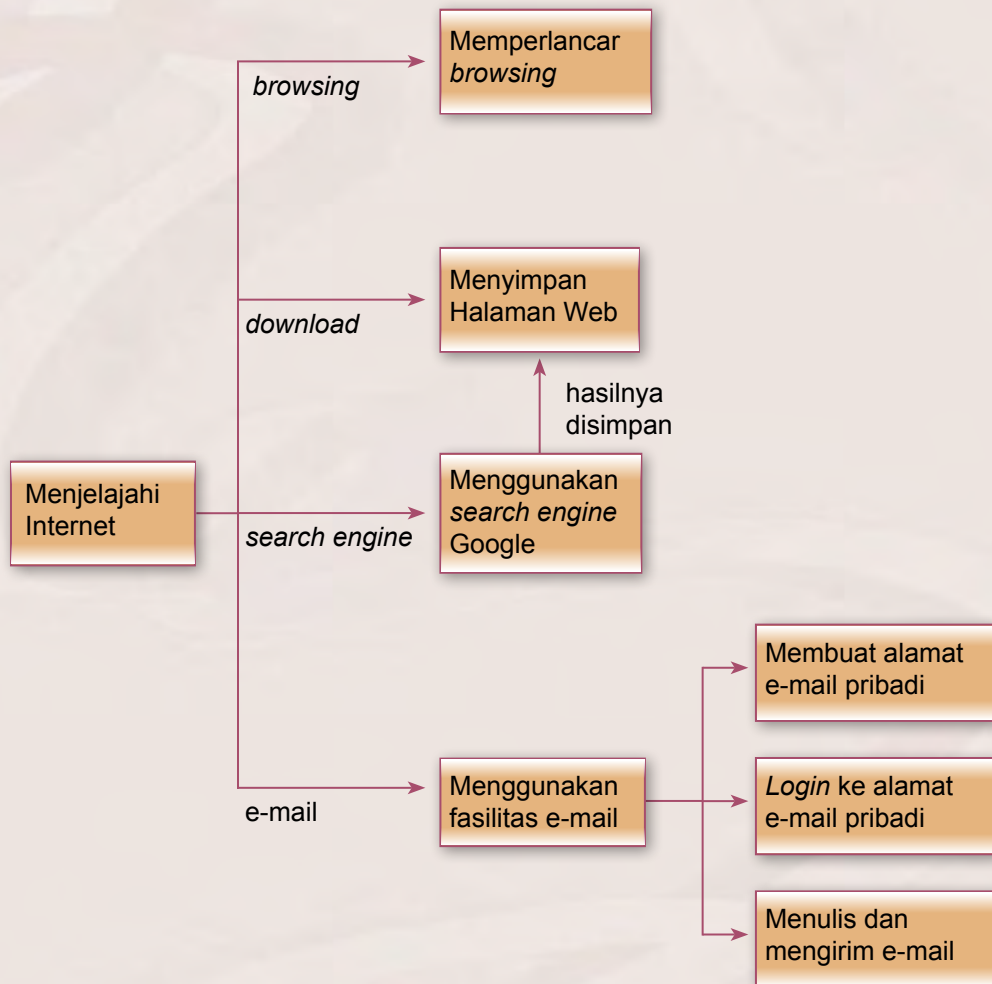 Memperlancar
browsing
browsing
Menyimpan
Halaman Web
download
hasilnya
disimpan
Menjelajahi
Internet
Menggunakan
search engine
Google
search engine
Membuat alamat
e-mail pribadi
Menggunakan
fasilitas e-mail
e-mail
Login ke alamat
e-mail pribadi
Menulis dan
mengirim e-mail